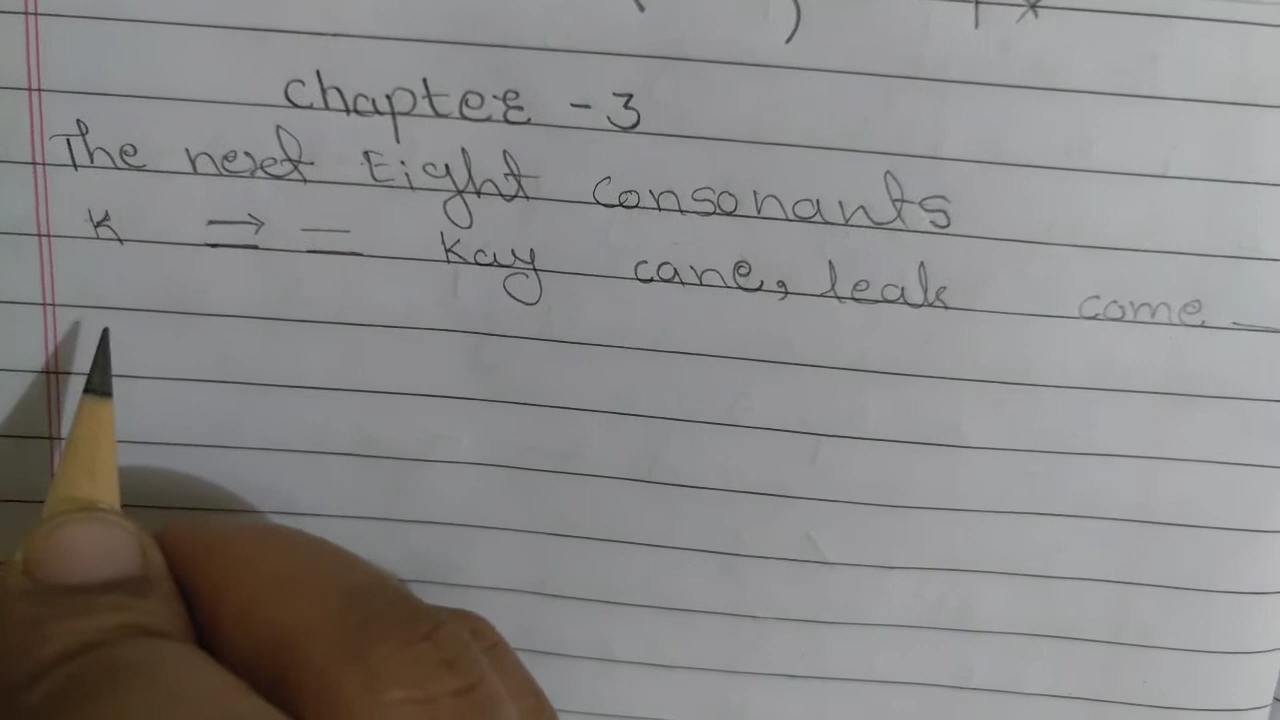 Chapter - 3
The next Eight consonants
K → — Kay cane, leak come —